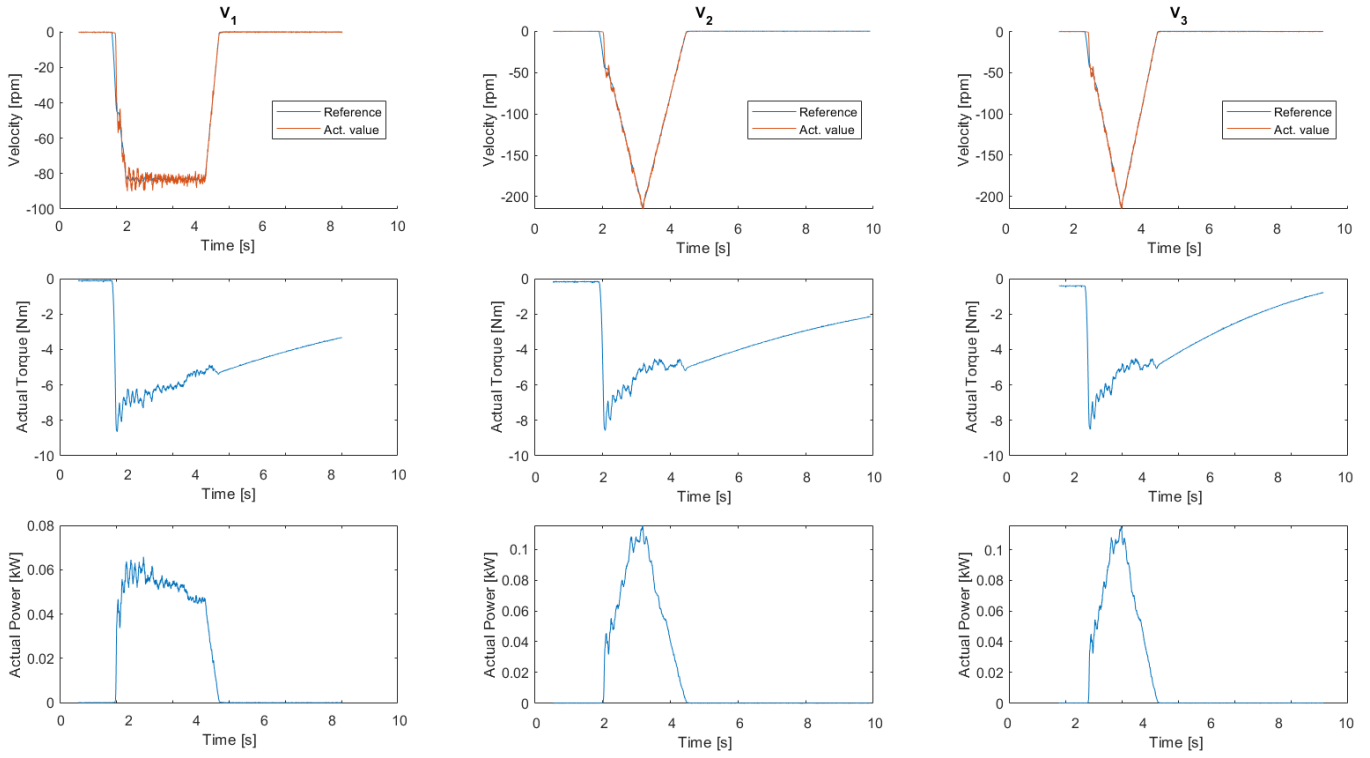 V1 V2 V3
0 0 0
-20 -50
-50
-40 -100 -100
-60 -150 -150
-80 -200 -200
-100
Velocity [rpm] Velocity [rpm] Velocity [rpm]
Reference Reference Reference
Act. value Act. value Act. value
0 2 4 6 8 10 0 2 4 6 8 10 0 2 4 6 8 10
Time [s] Time [s] Time [s]
0 0 0
-2 -2 -2
-4 -4 -4
-6 -6 -6
-8 -8 -8
-10 -10 -10
Actual Torque [Nm] Actual Torque [Nm] Actual Torque [Nm]
0 2 4 6 8 10 0 2 4 6 8 10 0 2 4 6 8 10
Time [s] Time [s] Time [s]
0.08 0.1 0.1
0.06 0.08 0.08
0.04 0.06 0.06
0.02 0.04 0.04
0 0.02 0.02
0 0
Actual Power [kW] Actual Power [kW] Actual Power [kW]
0 2 4 6 8 10 0 2 4 6 8 10 0 2 4 6 8 10
Time [s] Time [s] Time [s]